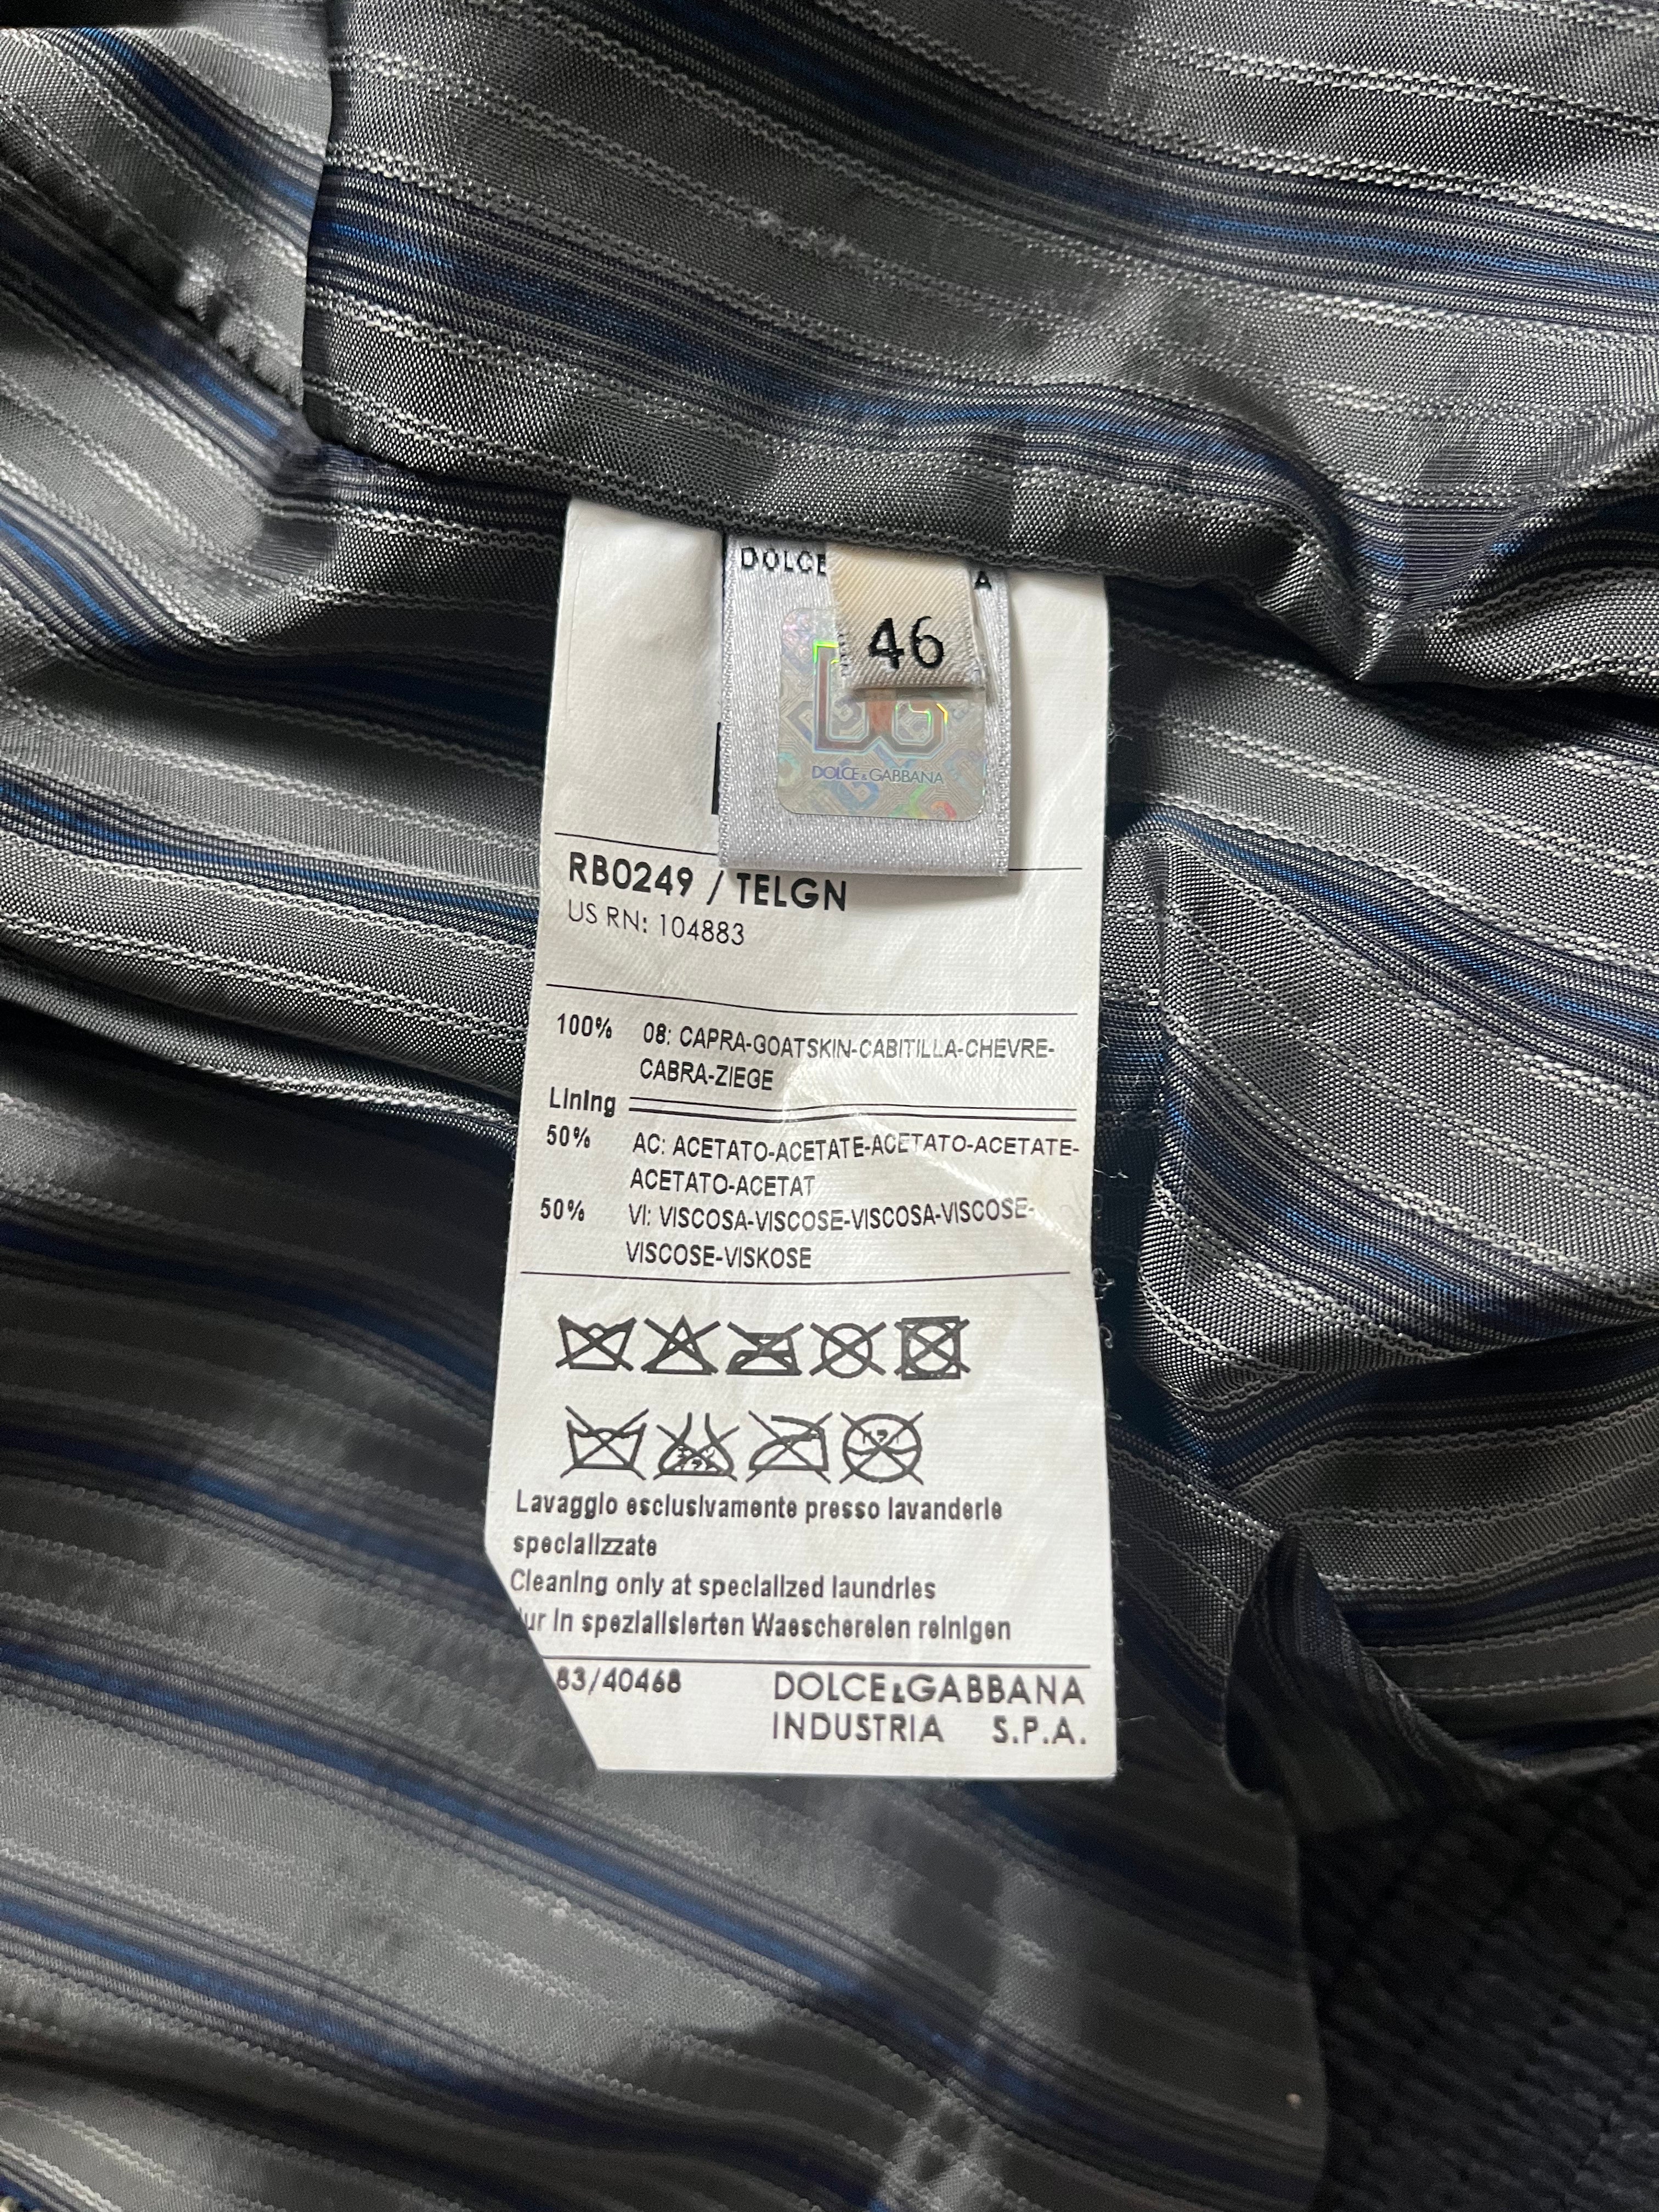 DOLCE
A
46
DOLCE&GABBANA
RB0249 / TELGN
US RN: 104883
100% 08: CAPRA-GOATSKIN-CABITILLA-CHEVRE-
CABRA-ZIEGE
Lining
50% AC: ACETATO-ACETATE-ACETATO-ACETATE-
ACETATO-ACETAT
50% VI: VISCOSA-VISCOSE-VISCOSA-VISCOSE-
VISCOSE-VISKOSE
Lavaggio esclusivamente presso lavanderie
specializzate
Cleaning only at specialized laundries
ur in spezialisierten Waeschereien reinigen
83/40468 DOLCE&GABBANA
INDUSTRIA S.P.A.